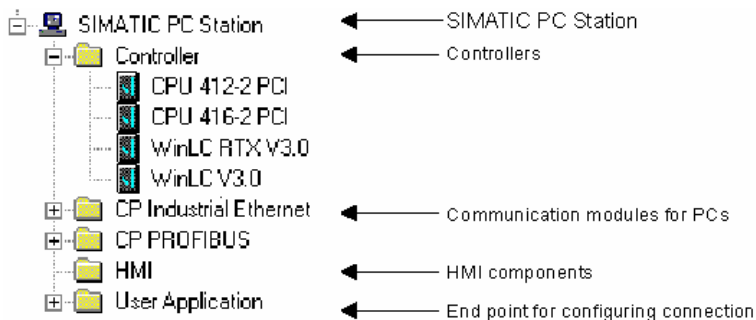 SIMATIC PC Station SIMATIC PC Station
Controller Controllers
CPU 412-2 PCI
CPU 416-2 PCI
WinLC RTX V3.0
WinLC V3.0
CP Industrial Ethernet Communication modules for PCs
CP PROFIBUS
HMI HMI components
User Application End point for configuring connection